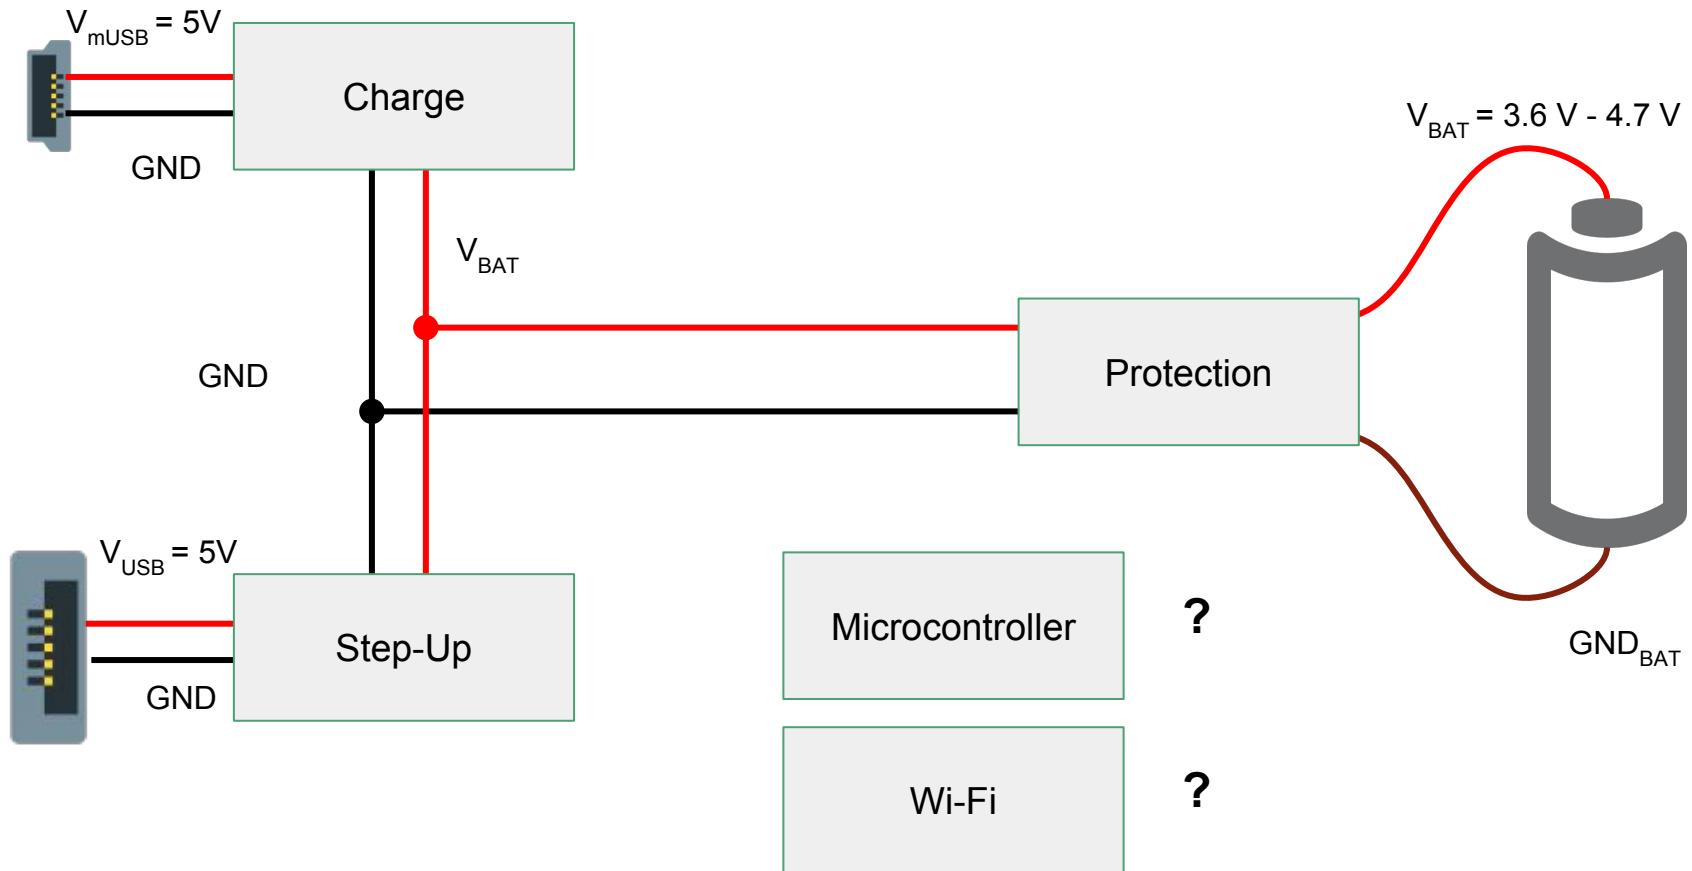 VmUSB = 5V
Charge
GND
VBAT = 3.6 V - 4.7 V
VBAT
GND
Protection
VUSB = 5V
Step-Up
GND
Microcontroller
?
GNDBAT
Wi-Fi
?